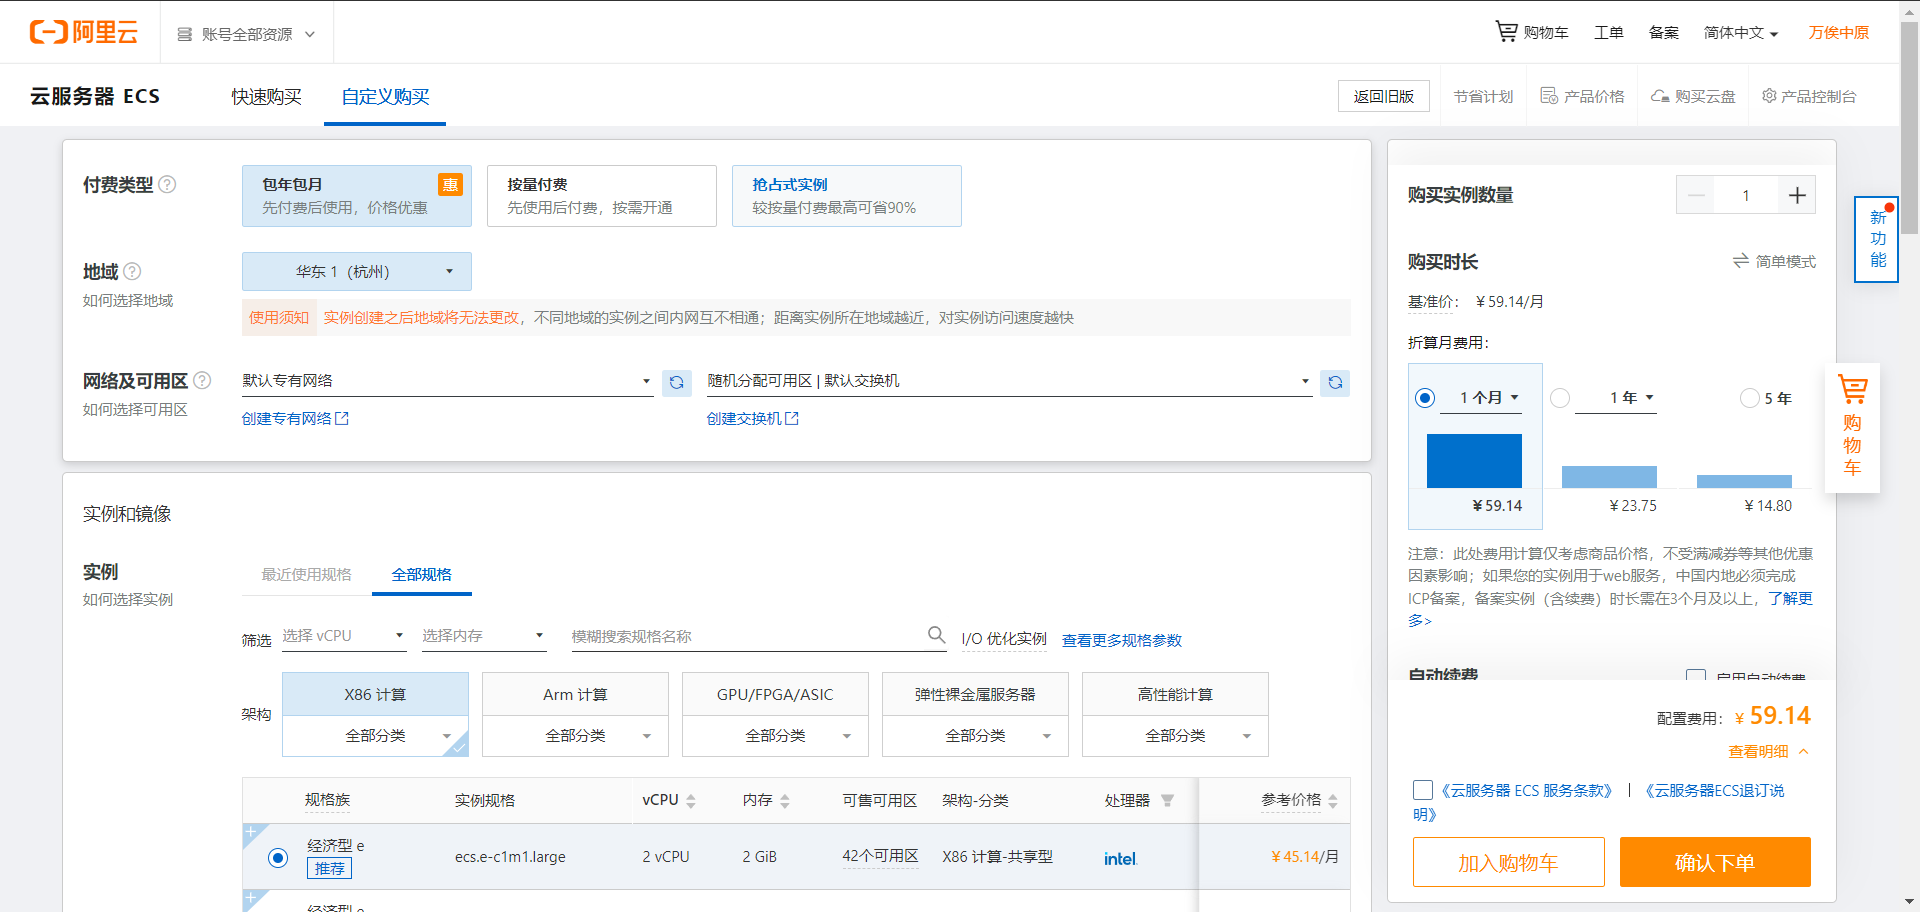 阿里云
账号全部资源
购物车
工单
备案
简体中文
万俟中原
云服务器 ECS
快速购买
自定义购买
返回旧版
节省计划
产品价格
购买云盘
产品控制台
付费类型
包年包月
惠
先付费后使用，价格优惠
按量付费
先使用后付费，按需开通
抢占式实例
较按量付费最高可省90%
地域
如何选择地域
华东 1（杭州）
使用须知
实例创建之后地域将无法更改，不同地域的实例之间内网互不相通；距离实例所在地域越近，对实例访问速度越快
网络及可用区
如何选择可用区
默认专有网络
随机分配可用区 | 默认交换机
创建专有网络
创建交换机
实例和镜像
实例
如何选择实例
最近使用规格
全部规格
筛选
选择 vCPU
选择内存
模糊搜索规格名称
I/O 优化实例
查看更多规格参数
架构
X86 计算
Arm 计算
GPU/FPGA/ASIC
弹性裸金属服务器
高性能计算
全部分类
全部分类
全部分类
全部分类
全部分类
规格族
实例规格
vCPU
内存
可售可用区
架构-分类
处理器
参考价格
经济型 e
推荐
ecs.e-c1m1.large
2 vCPU
2 GiB
42个可用区
X86 计算-共享型
intel.
￥45.14/月
经济型 e
购买实例数量
1
购买时长
简单模式
基准价： ￥59.14/月
折算月费用：
1 个月
1 年
5 年
￥59.14
￥23.75
￥14.80
注意：此处费用计算仅考虑商品价格，不受满减券等其他优惠
因素影响；如果您的实例用于web服务，中国内地必须完成
ICP备案，备案实例（含续费）时长需在3个月及以上，了解更
多>
自动续费
启用自动续费
配置费用：￥59.14
查看明细
《云服务器 ECS 服务条款》 | 《云服务器ECS退订说
明》
加入购物车
确认下单
新
功
能
购
物
车